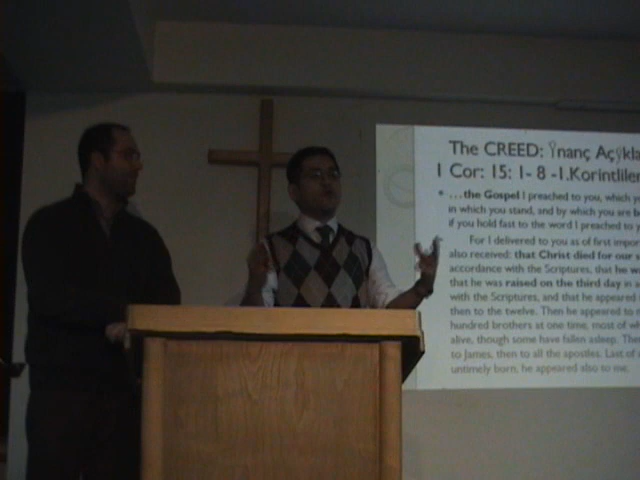 The CREED: Ỳnanç Açỳkla
1 Cor: 15: 1- 8 -1.Korintliler
• …the Gospel I preached to you, which yo
in which you stand, and by which you are b
if you hold fast to the word I preached to y
For I delivered to you as of first impor
also received: that Christ died for our s
accordance with the Scriptures, that he wa
that he was raised on the third day in a
with the Scriptures, and that he appeared
then to the twelve. Then he appeared to m
hundred brothers at one time, most of wh
alive, though some have fallen asleep. The
to James, then to all the apostles. Last of a
untimely born, he appeared also to me.